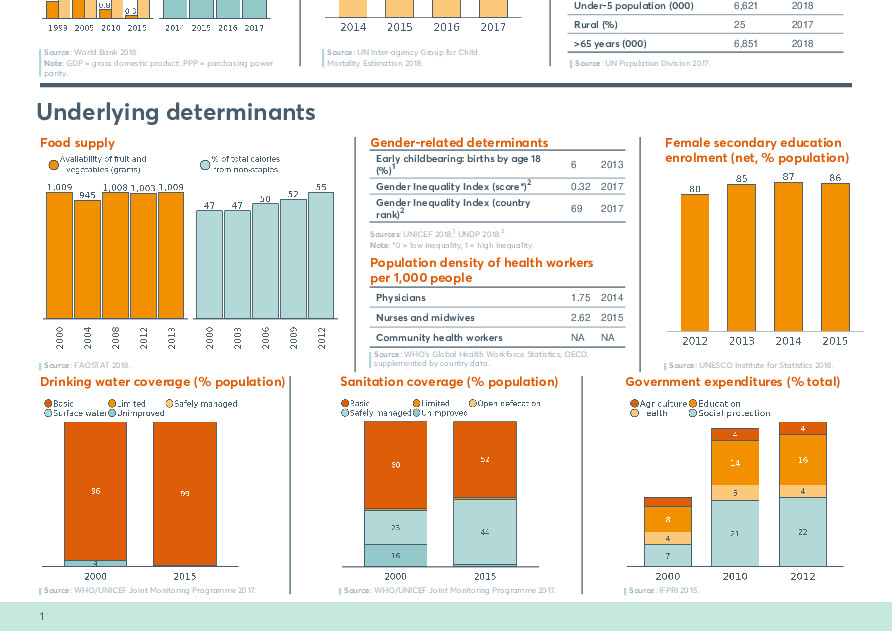 0.8
0.3
1999 2005 2010 2015
2014 2015 2016 2017
Source: World Bank 2018.
Note: GDP = gross domestic product. PPP = purchasing power
parity.
2014 2015 2016 2017
Source: UN Inter-agency Group for Child
Mortality Estimation 2018.
Under-5 population (000) 6,621 2018
Rural (%) 25 2017
>65 years (000) 6,851 2018
Source: UN Population Division 2017.
Underlying determinants
Food supply
Availability of fruit and
vegetables (grams)
% of total calories
from non-staples
1,009 945 1,008 1,003 1,009
2000 2004 2008 2012 2013
47 47 50 52 55
2000 2003 2006 2009 2012
Source: FAOSTAT 2018.
Gender-related determinants
Early childbearing: births by age 18
(%)1 6 2013
Gender Inequality Index (score*)2 0.32 2017
Gender Inequality Index (country
rank)2 69 2017
Sources: UNICEF 2018,1 UNDP 2018.2
Note: *0 = low inequality, 1 = high inequality.
Population density of health workers
per 1,000 people
Physicians 1.75 2014
Nurses and midwives 2.62 2015
Community health workers NA NA
Source: WHO's Global Health Workforce Statistics, OECD,
supplemented by country data.
Female secondary education
enrolment (net, % population)
80 85 87 86
2012 2013 2014 2015
Source: UNESCO Institute for Statistics 2018.
Drinking water coverage (% population)
Basic Limited Safely managed
Surface water Unimproved
96 99
4
2000 2015
Source: WHO/UNICEF Joint Monitoring Programme 2017.
Sanitation coverage (% population)
Basic Limited Open defecation
Safely managed Unimproved
60 52
23 44
16
2000 2015
Source: WHO/UNICEF Joint Monitoring Programme 2017.
Government expenditures (% total)
Agriculture Education
Health Social protection
4 4
8 14 16
4 5 4
7 21 22
2000 2010 2012
Source: IFPRI 2015.
1